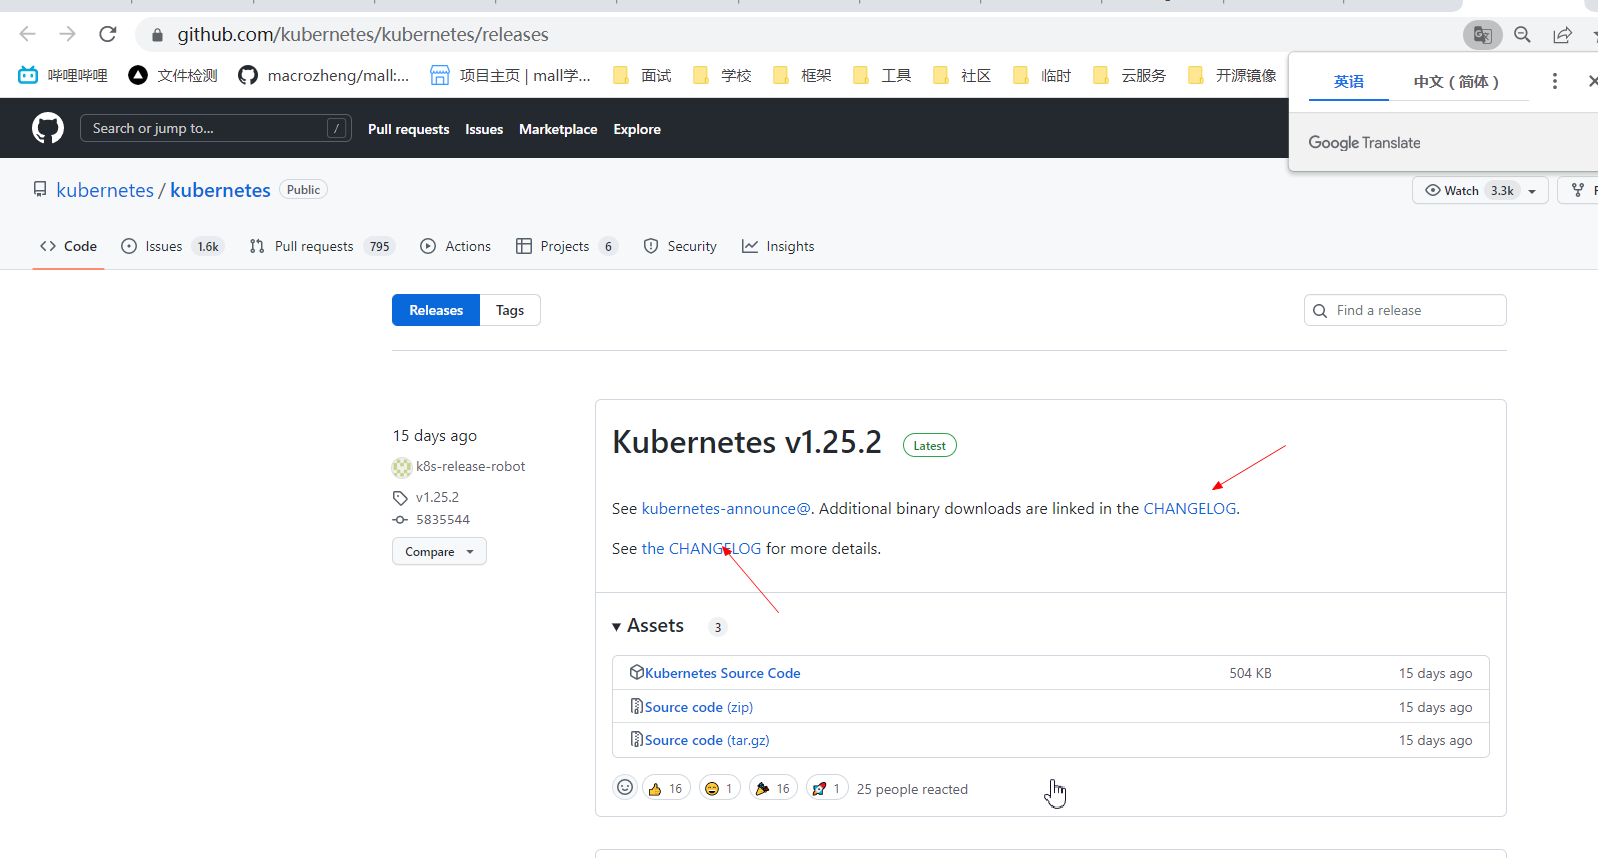 github.com/kubernetes/kubernetes/releases
哔哩哔哩 文件检测 macrozheng/mall:... 项目主页 | mall学... 面试 学校 框架 工具 社区 临时 云服务 开源镜像
英语 中文（简体）
Google Translate
Search or jump to... / Pull requests Issues Marketplace Explore
kubernetes / kubernetes Public
Watch 3.3k
Code Issues 1.6k Pull requests 795 Actions Projects 6 Security Insights
Releases Tags
Find a release
15 days ago
k8s-release-robot
v1.25.2
5835544
Compare
Kubernetes v1.25.2 Latest
See kubernetes-announce@. Additional binary downloads are linked in the CHANGELOG.
See the CHANGELOG for more details.
Assets 3
Kubernetes Source Code 504 KB 15 days ago
Source code (zip) 15 days ago
Source code (tar.gz) 15 days ago
16 1 16 1 25 people reacted